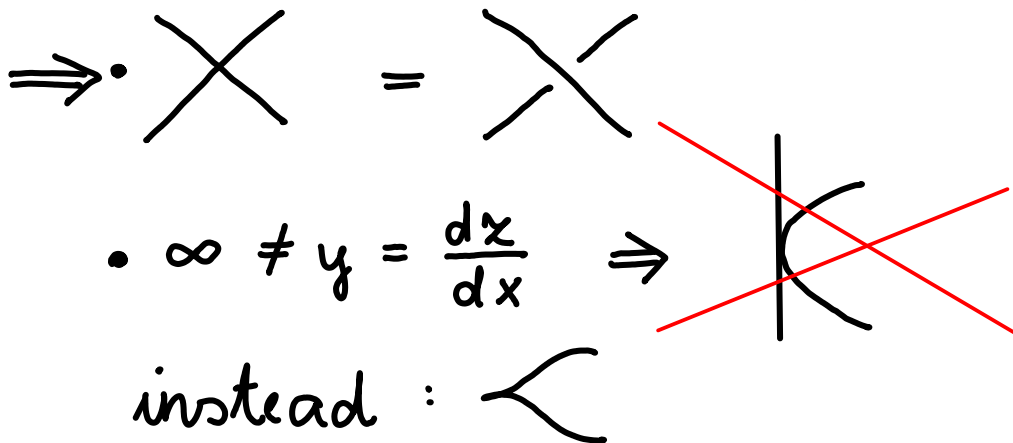 ⇒ • =
• ∞ ≠ y = dz/dx ⇒
instead :